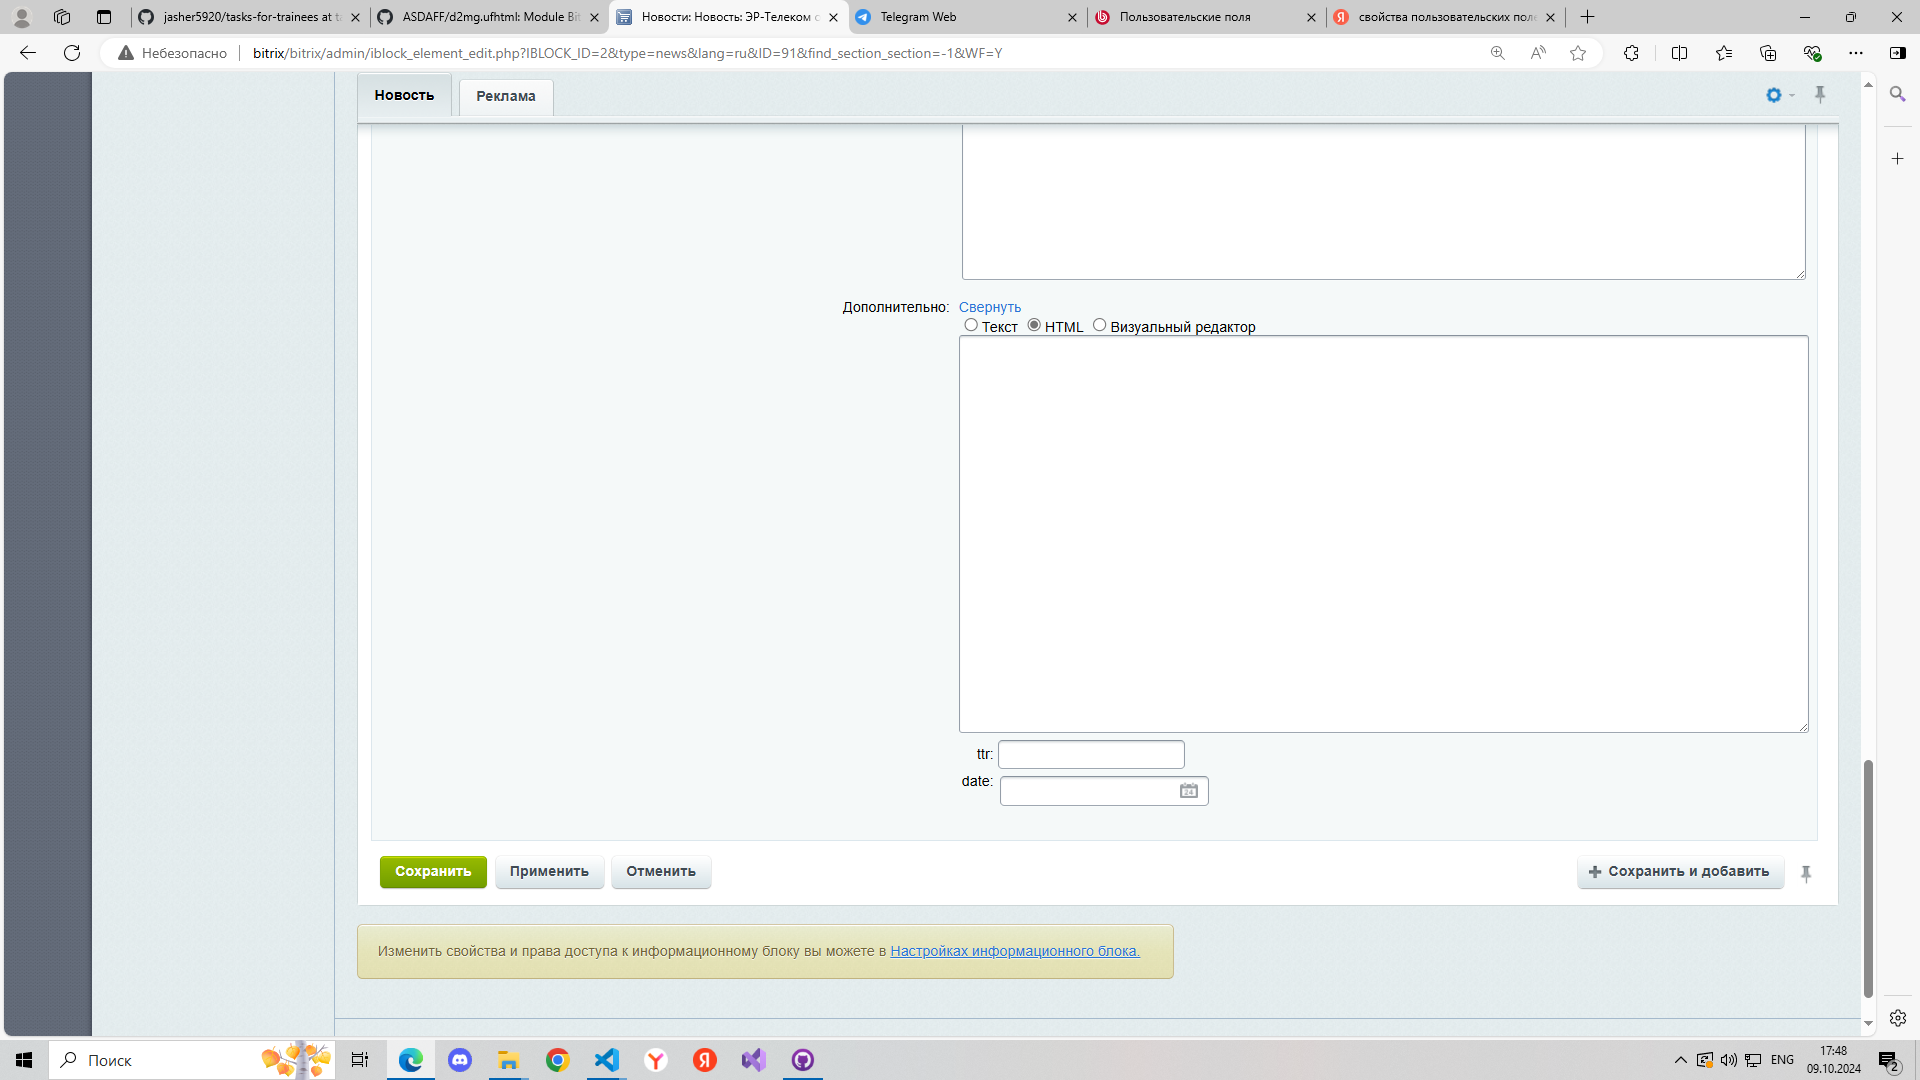 jasher5920/tasks-for-trainees at ta
ASDAFF/d2mg.ufhtml: Module Bit
Новости: Новость: ЭР-Телеком с
Telegram Web
Пользовательские поля
свойства пользовательских поле
Небезопасно
bitrix/bitrix/admin/iblock_element_edit.php?IBLOCK_ID=2&type=news&lang=ru&ID=91&find_section_section=-1&WF=Y
Новость
Реклама
Дополнительно: Свернуть
Текст HTML Визуальный редактор
ttr:
date:
24
Сохранить
Применить
Отменить
Сохранить и добавить
Изменить свойства и права доступа к информационному блоку вы можете в Настройках информационного блока.
Поиск
ENG
17:48
09.10.2024
2